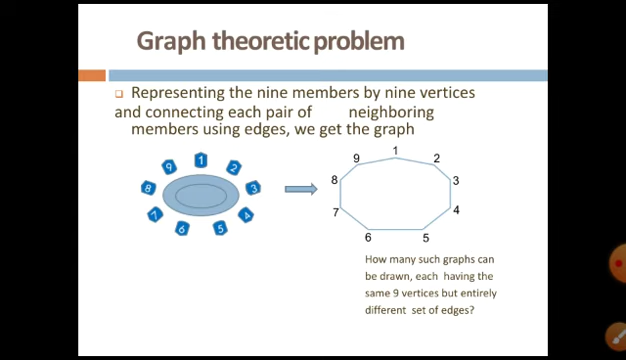 Graph theoretic problem
Representing the nine members by nine vertices
and connecting each pair of neighboring
members using edges, we get the graph
1
9
2
8
3
7
4
6
5
1
9
2
8
3
7
4
6
5
How many such graphs can
be drawn, each having the
same 9 vertices but entirely
different set of edges?